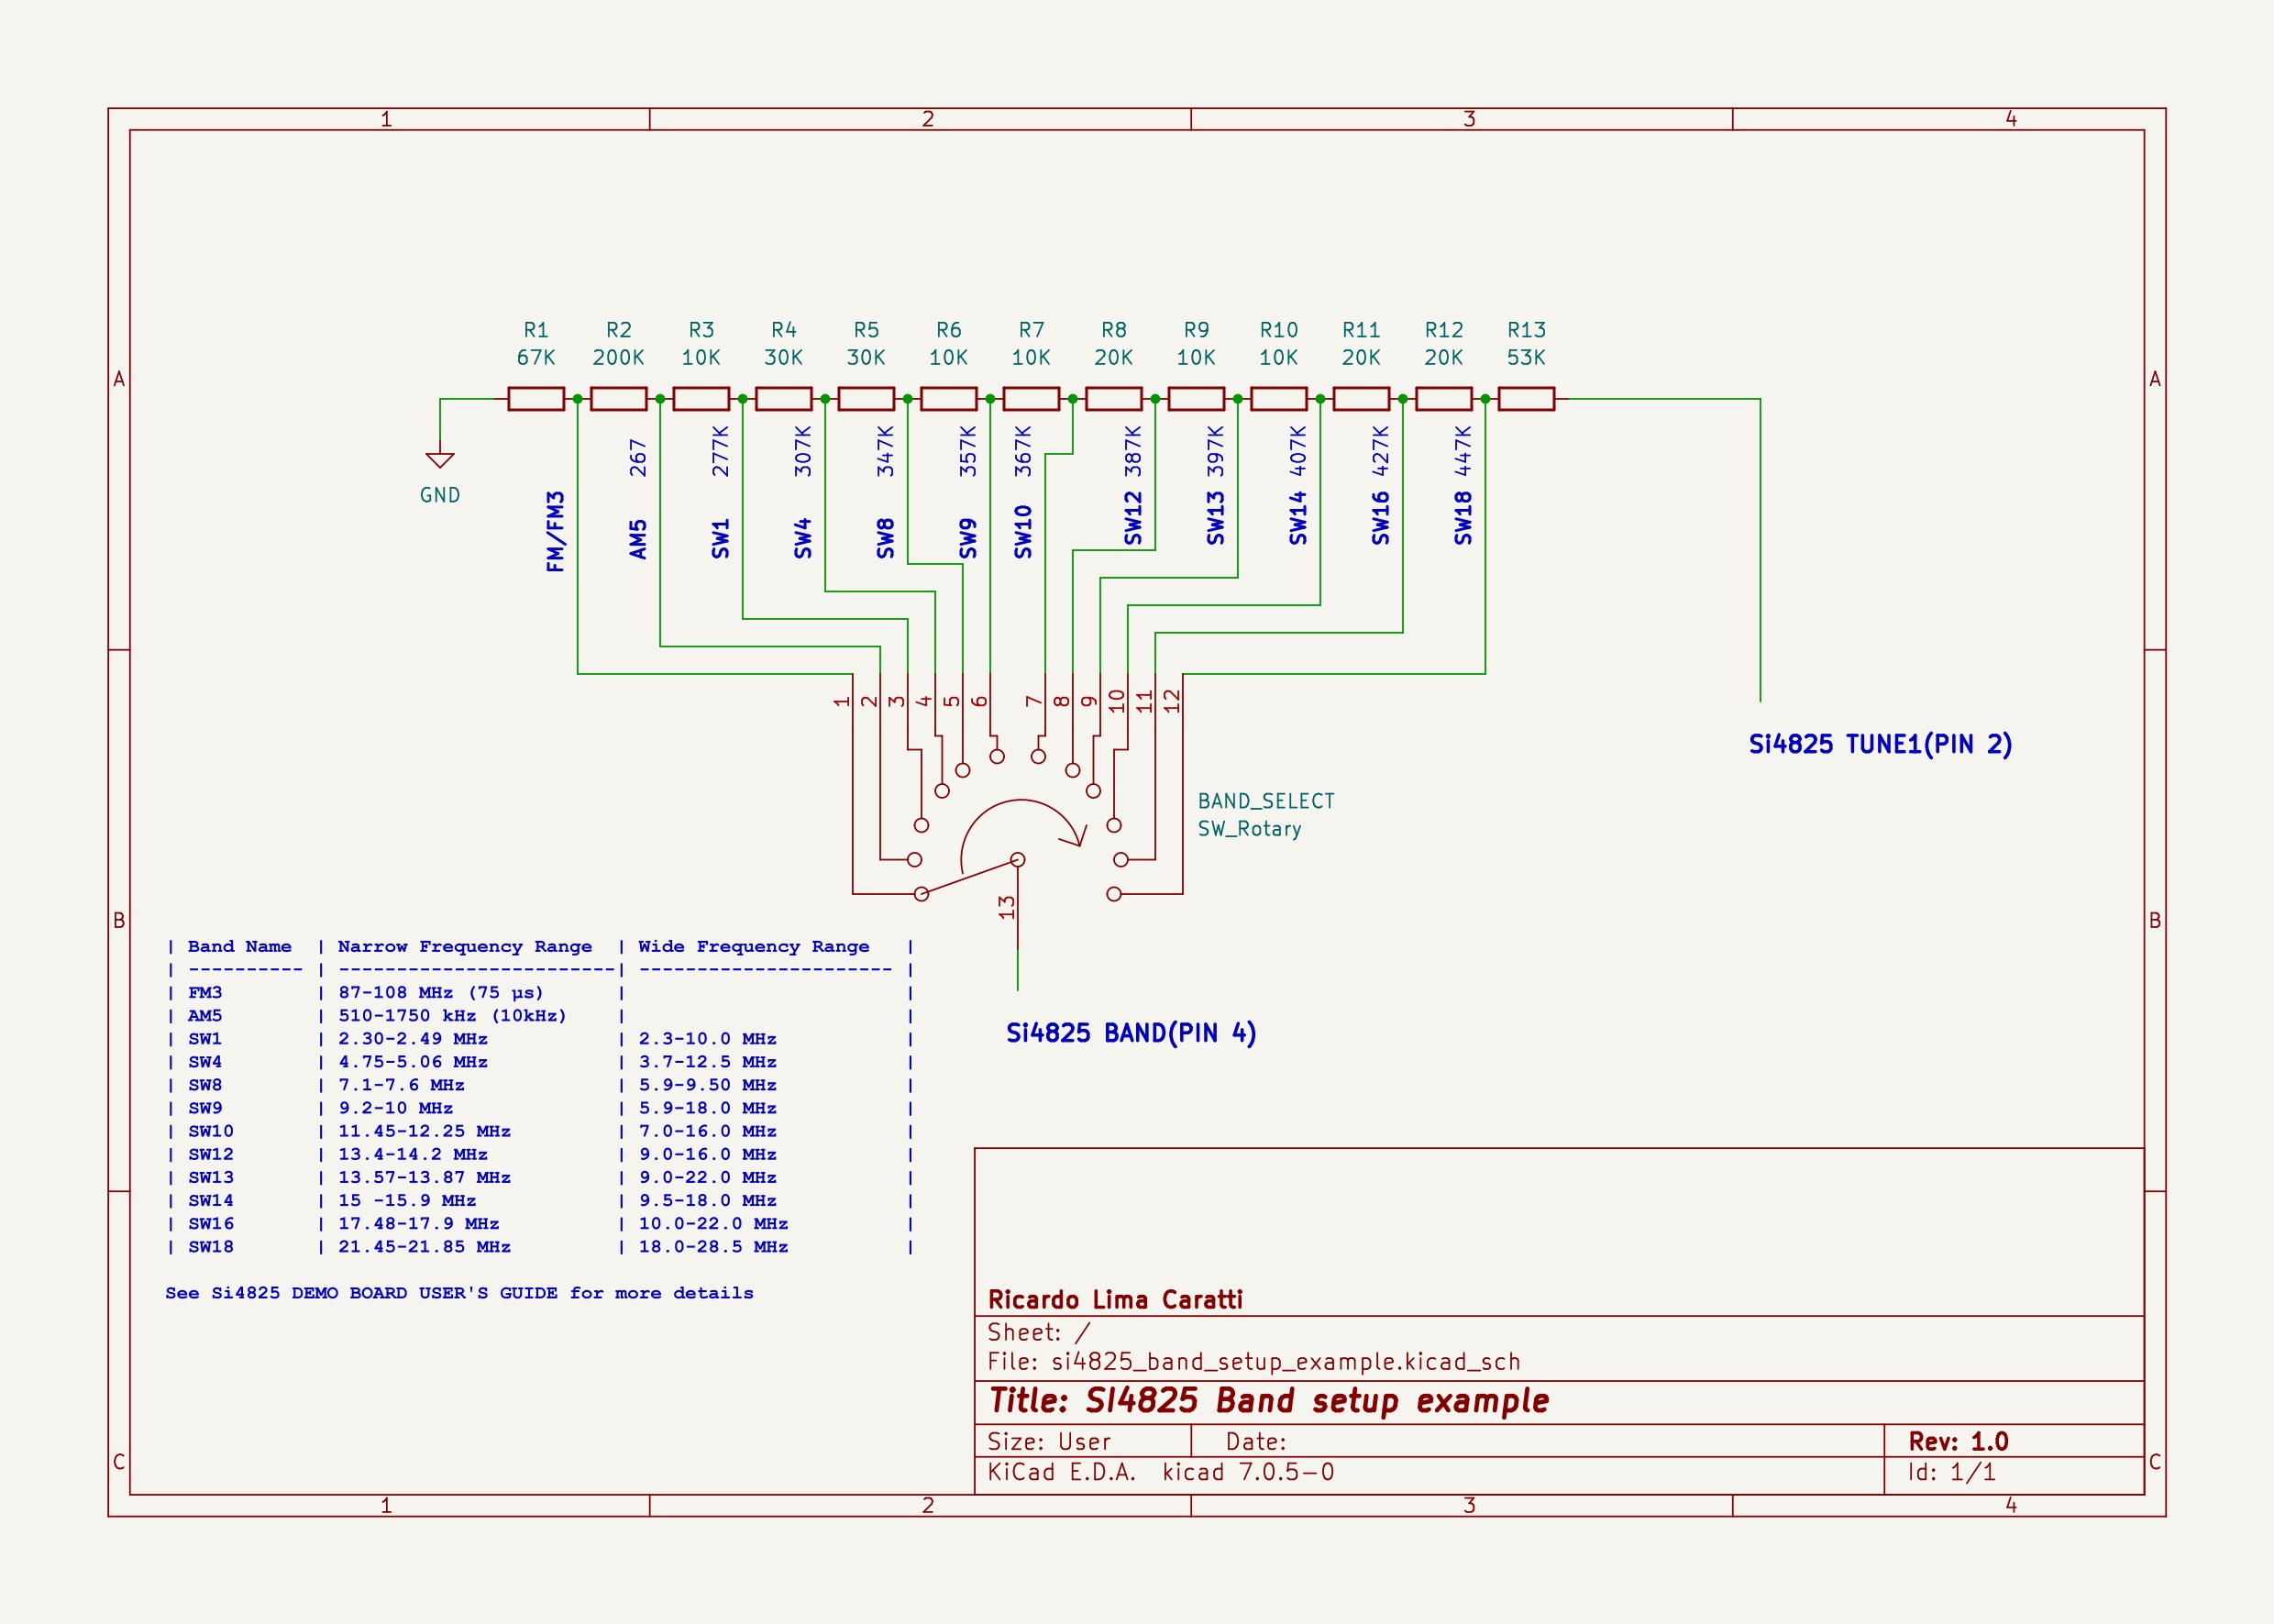 1 2 3 4
A A
R1 R2 R3 R4 R5 R6 R7 R8 R9 R10 R11 R12 R13
67K 200K 10K 30K 30K 10K 10K 20K 10K 10K 20K 20K 53K
GND
FM/FM3
AM5 267
SW1 277K
SW4 307K
SW8 347K
SW9 357K
SW10 367K
SW12 387K
SW13 397K
SW14 407K
SW16 427K
SW18 447K
1 2 3 4 5 6 7 8 9 10 11 12
Si4825 TUNE1(PIN 2)
BAND_SELECT
SW_Rotary
13
B B
Si4825 BAND(PIN 4)
| Band Name | Narrow Frequency Range | Wide Frequency Range |
| ---------- | ------------------------| ---------------------- |
| FM3 | 87-108 MHz (75 µs) | |
| AM5 | 510-1750 kHz (10kHz) | |
| SW1 | 2.30-2.49 MHz | 2.3-10.0 MHz |
| SW4 | 4.75-5.06 MHz | 3.7-12.5 MHz |
| SW8 | 7.1-7.6 MHz | 5.9-9.50 MHz |
| SW9 | 9.2-10 MHz | 5.9-18.0 MHz |
| SW10 | 11.45-12.25 MHz | 7.0-16.0 MHz |
| SW12 | 13.4-14.2 MHz | 9.0-16.0 MHz |
| SW13 | 13.57-13.87 MHz | 9.0-22.0 MHz |
| SW14 | 15 -15.9 MHz | 9.5-18.0 MHz |
| SW16 | 17.48-17.9 MHz | 10.0-22.0 MHz |
| SW18 | 21.45-21.85 MHz | 18.0-28.5 MHz |
See Si4825 DEMO BOARD USER'S GUIDE for more details
Ricardo Lima Caratti
Sheet: /
File: si4825_band_setup_example.kicad_sch
Title: SI4825 Band setup example
Size: User Date: Rev: 1.0
KiCad E.D.A. kicad 7.0.5-0 Id: 1/1
C C
1 2 3 4